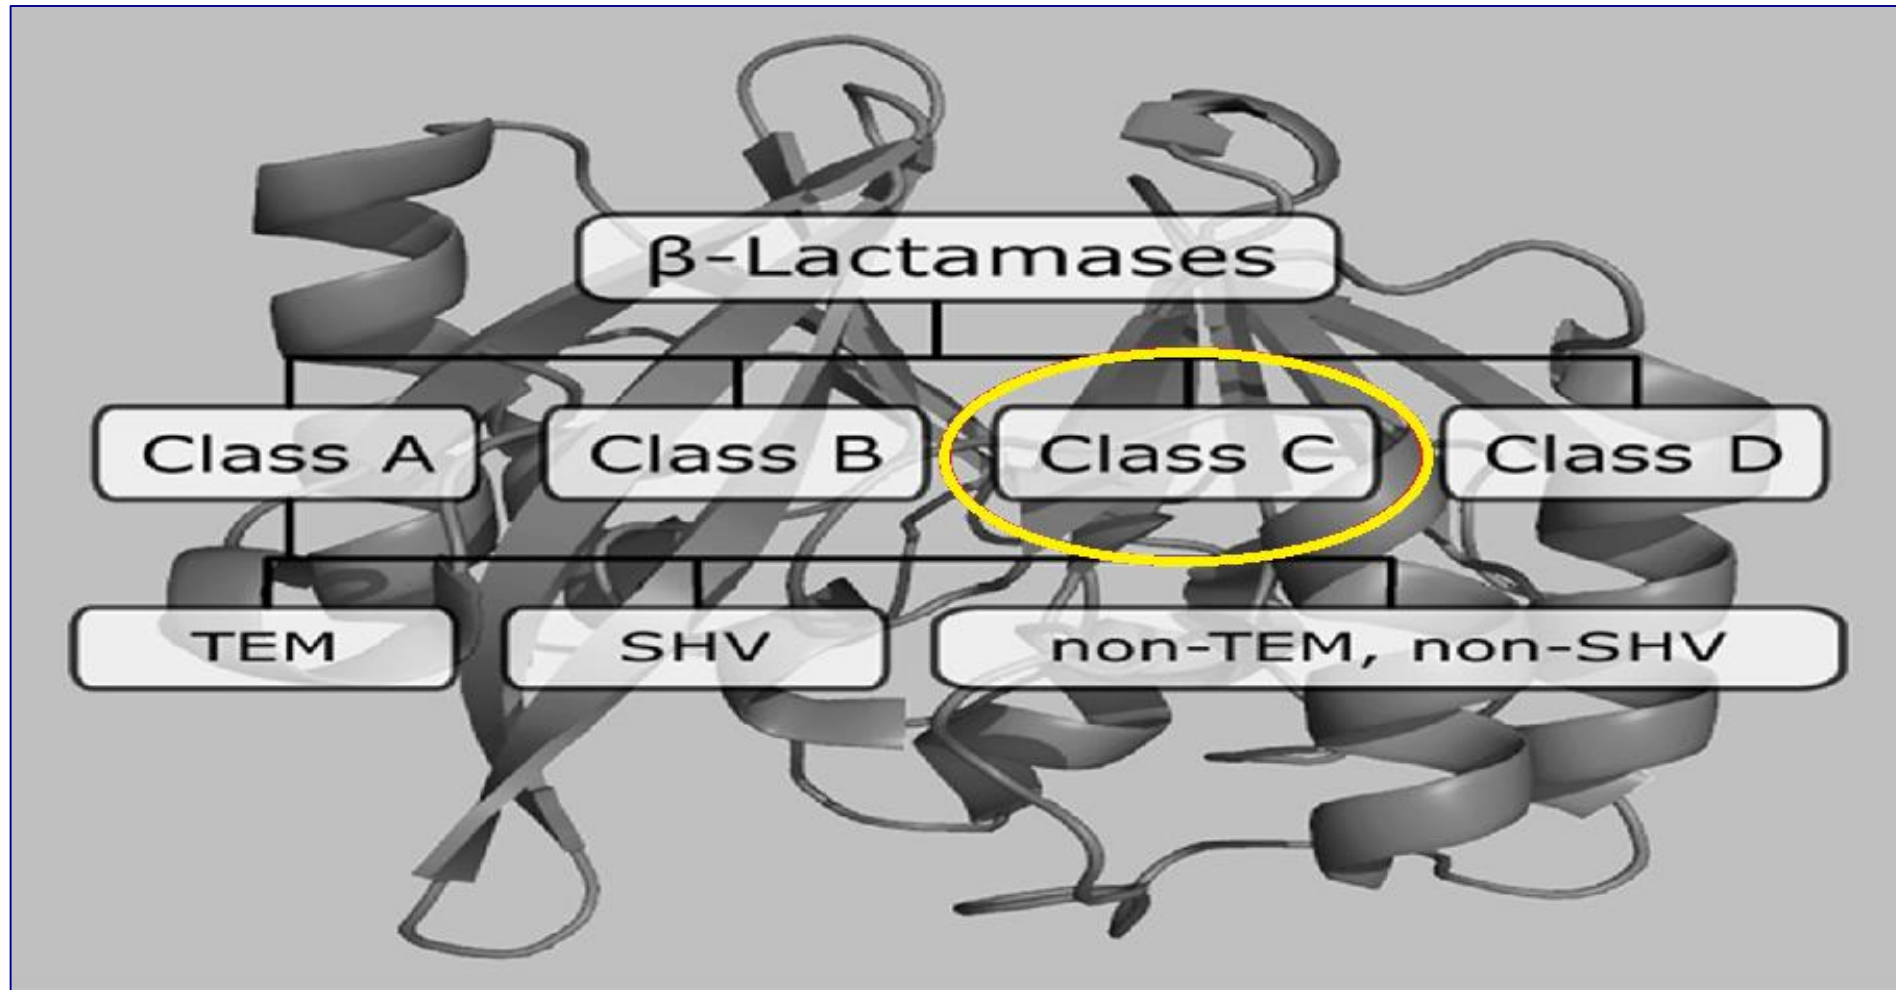 β-Lactamases
Class A
Class B
Class C
Class D
TEM
SHV
non-TEM, non-SHV